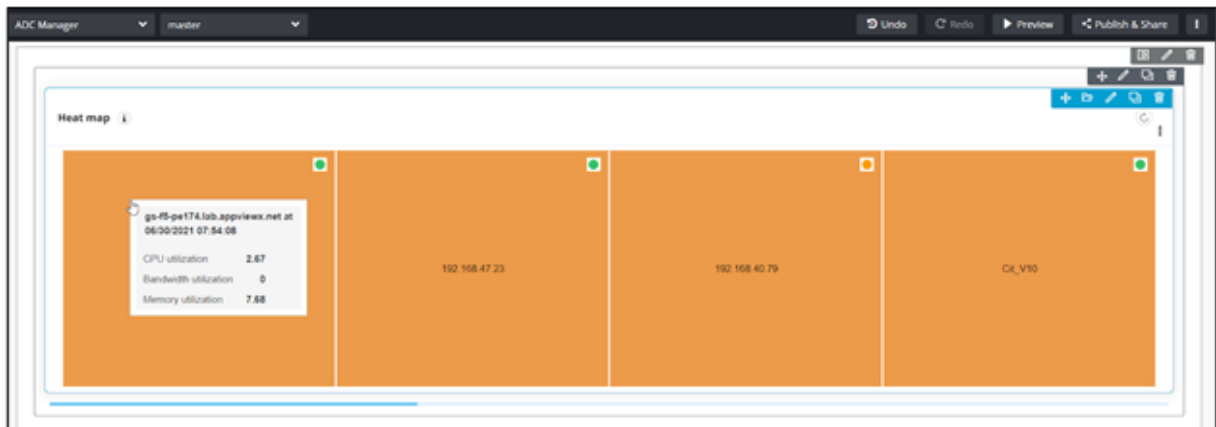 ADC Manager master Undo Redo Preview Publish & Share
Heat map i
gs-f5-pe174.lab.appviewx.net at
06/30/2021 07:54:08
CPU utilization 2.67
Bandwidth utilization 0
Memory utilization 7.68
192.168.47.23
192.168.40.79
Cit_V10